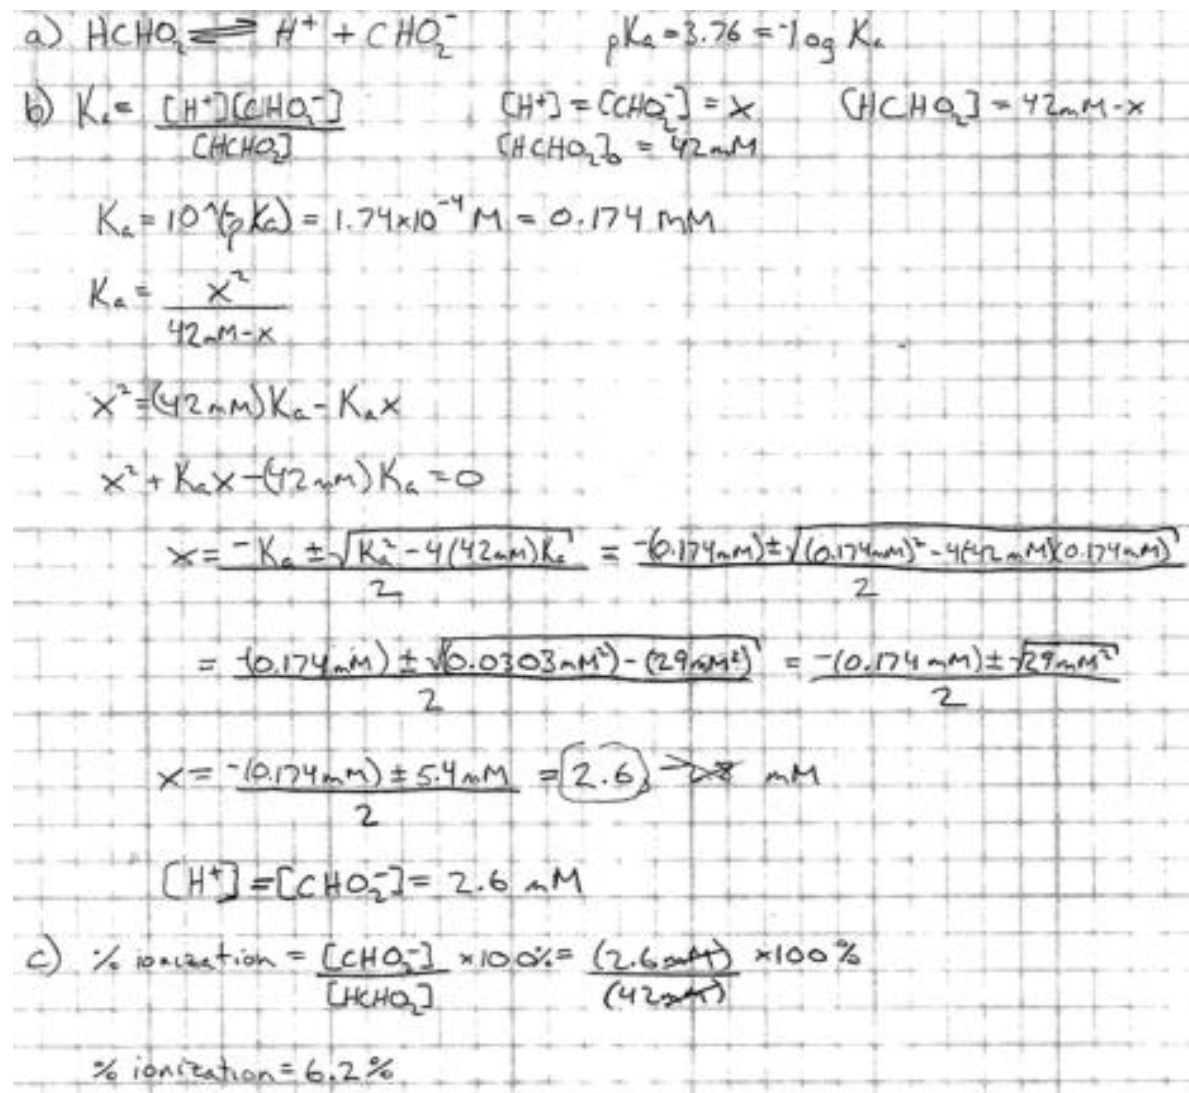 a) HCHO₂ ⇌ H⁺ + CHO₂⁻ pKa = 3.76 = -log Ka
b) Ka = [H⁺][CHO₂⁻] / [HCHO₂] [H⁺] = [CHO₂⁻] = x [HCHO₂] = 42mM-x
[HCHO₂]₀ = 42mM
Ka = 10^(-pKa) = 1.74×10⁻⁴ M = 0.174 mM
Ka = x² / 42mM-x
x² = (42mM)Ka - Kax
x² + Kax - (42mM)Ka = 0
x = -Ka ± √(Ka² - 4(42mM)Ka) / 2 = -(0.174mM) ± √((0.174mM)² - 4(42mM)(0.174mM)) / 2
= -(0.174mM) ± √((0.0303mM²) - (29mM²)) / 2 = -(0.174mM) ± √29mM² / 2
x = -(0.174mM) ± 5.4mM / 2 = 2.6, -2.8 mM
[H⁺] = [CHO₂⁻] = 2.6 mM
c) % ionization = [CHO₂⁻] / [HCHO₂] ×100% = (2.6mM) / (42mM) ×100%
% ionization = 6.2%